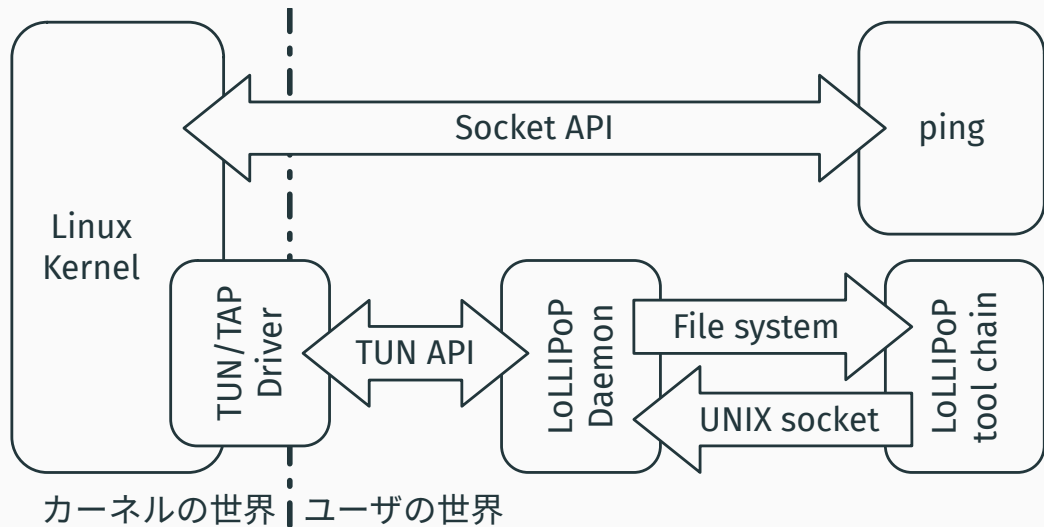 Socket API
ping
Linux
Kernel
TUN/TAP
Driver
TUN API
LoLLIPoP
Daemon
File system
UNIX socket
LoLLIPoP
tool chain
カーネルの世界
ユーザの世界